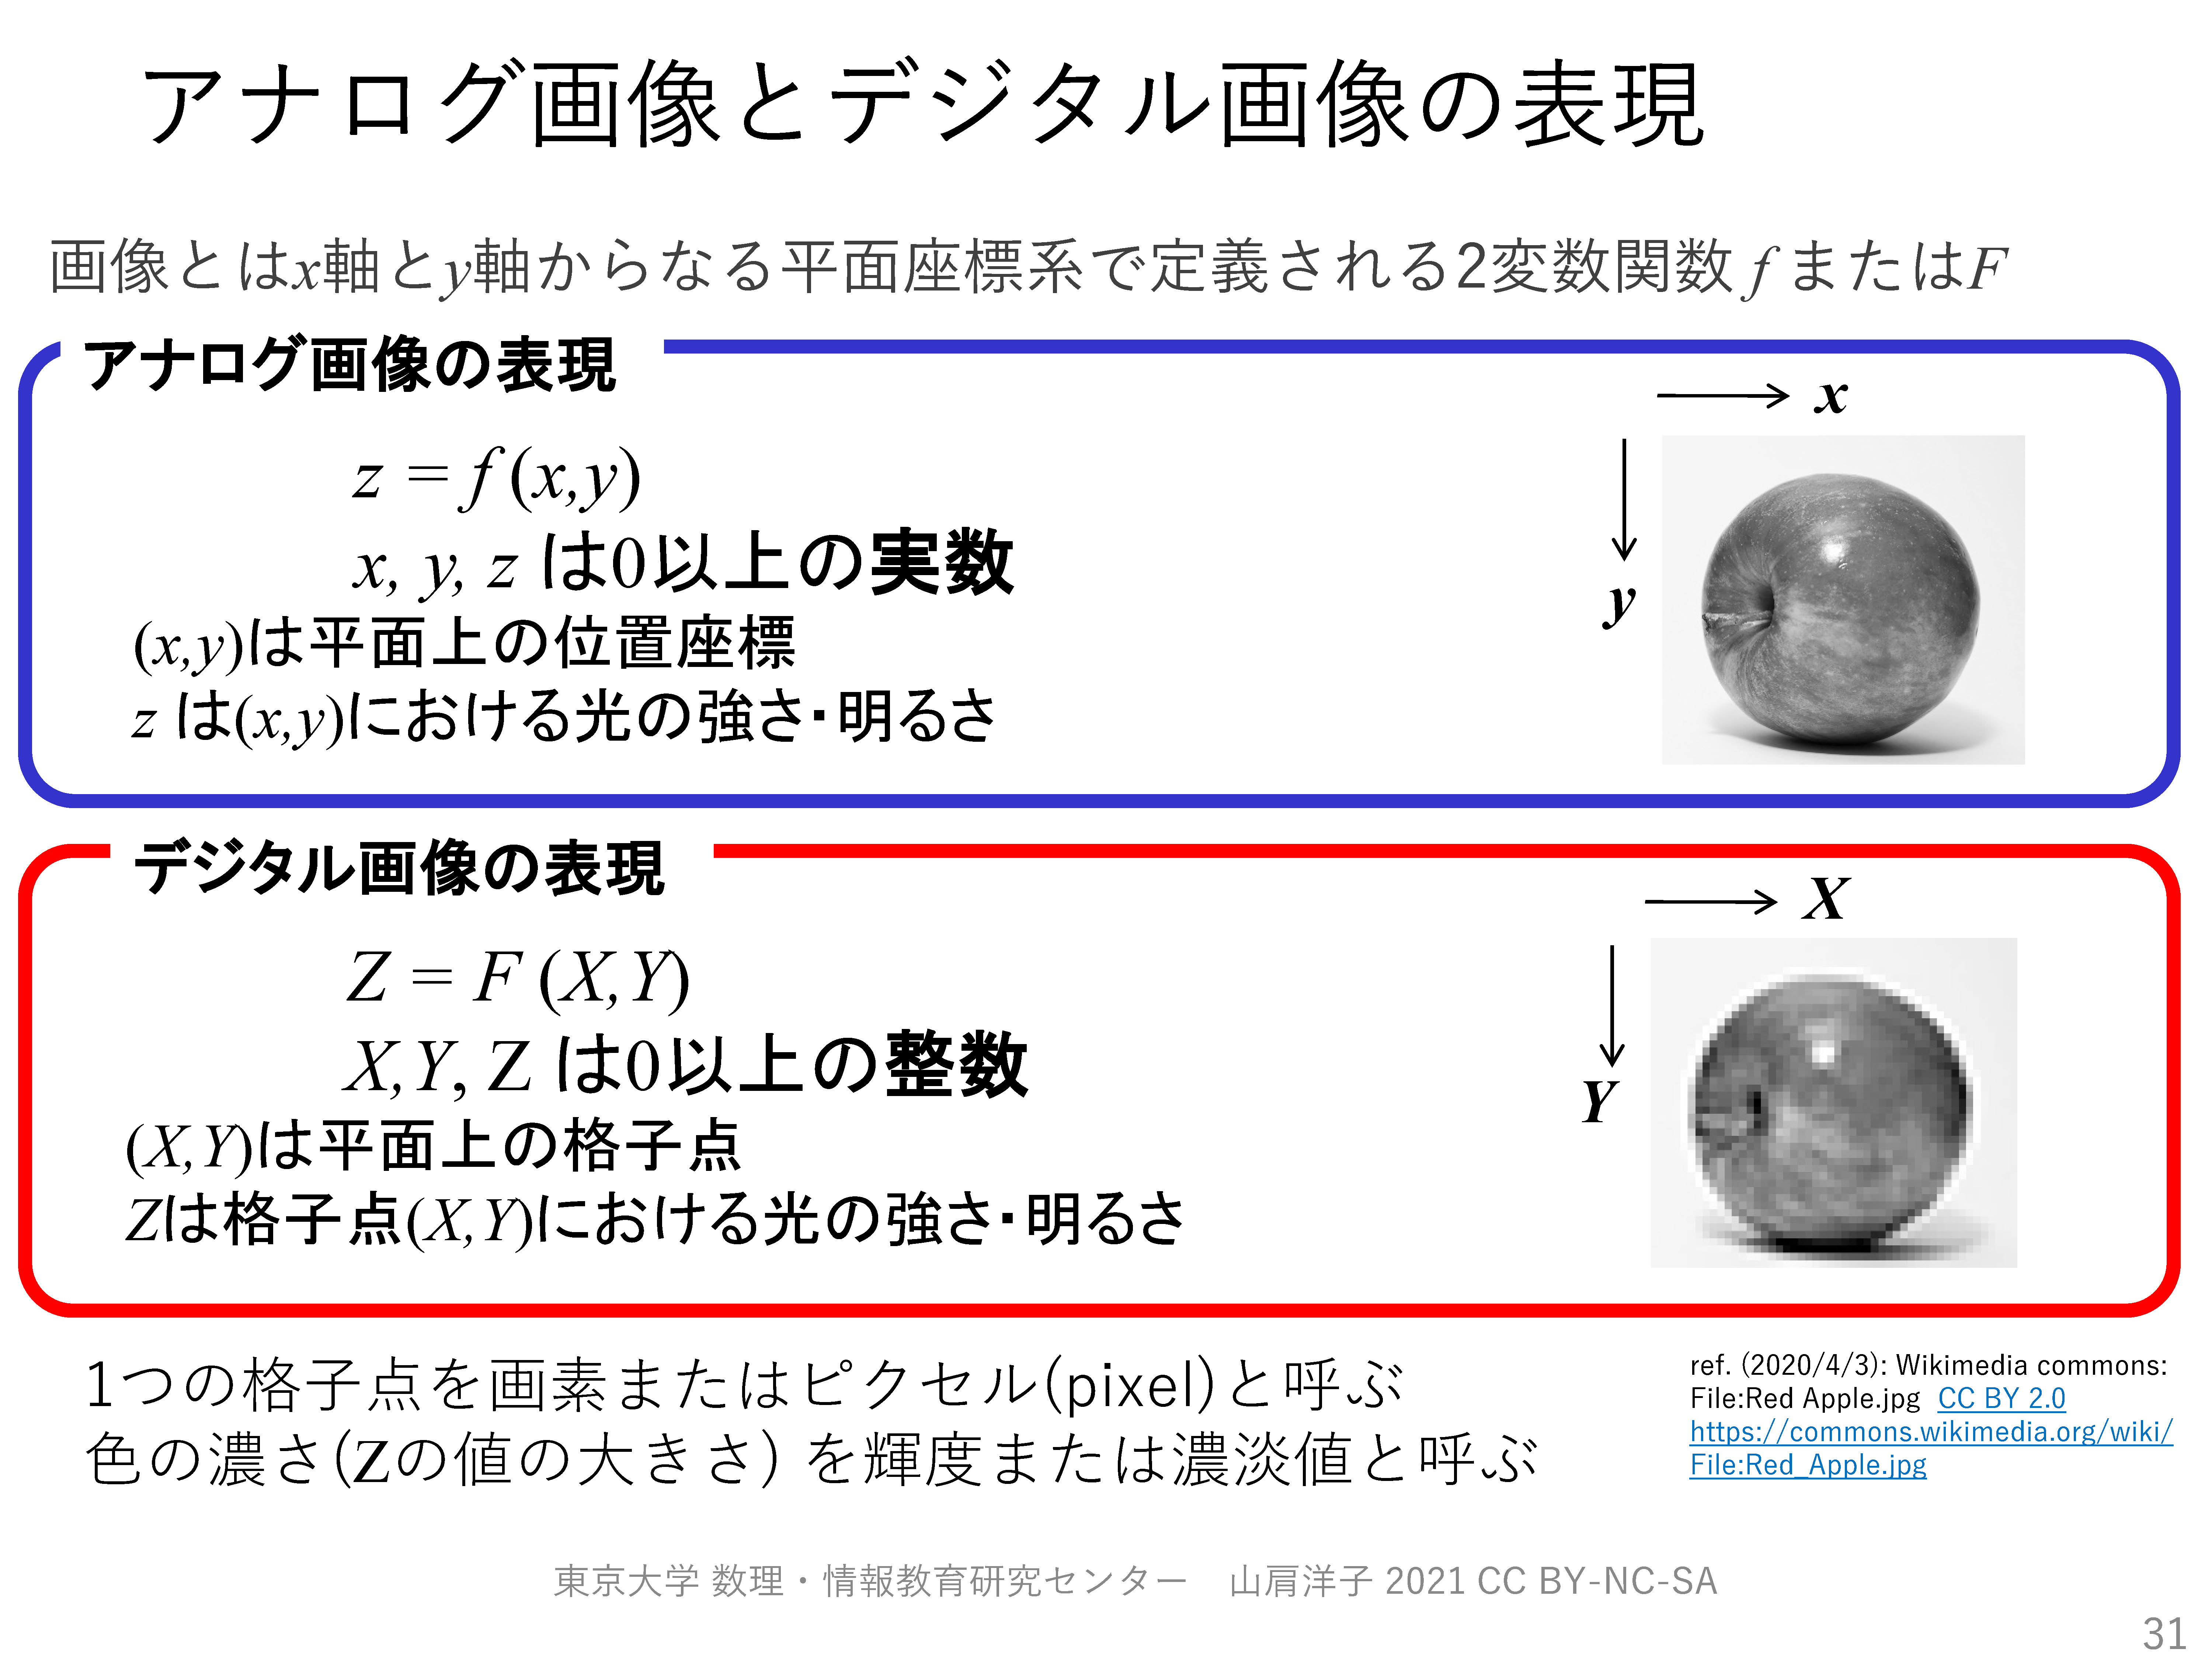 アナログ画像とデジタル画像の表現
画像とはx軸とy軸からなる平面座標系で定義される2変数関数 f またはF
アナログ画像の表現
z = f (x,y)
x, y, z は0以上の実数
(x,y)は平面上の位置座標
z は(x,y)における光の強さ・明るさ
x
y
デジタル画像の表現
Z = F (X,Y)
X,Y, Z は0以上の整数
(X,Y)は平面上の格子点
Zは格子点(X,Y)における光の強さ・明るさ
X
Y
1つの格子点を画素またはピクセル(pixel)と呼ぶ
色の濃さ(Zの値の大きさ) を輝度または濃淡値と呼ぶ
ref. (2020/4/3): Wikimedia commons:
File:Red Apple.jpg CC BY 2.0
https://commons.wikimedia.org/wiki/
File:Red_Apple.jpg
東京大学 数理・情報教育研究センター　山肩洋子 2021 CC BY-NC-SA
31